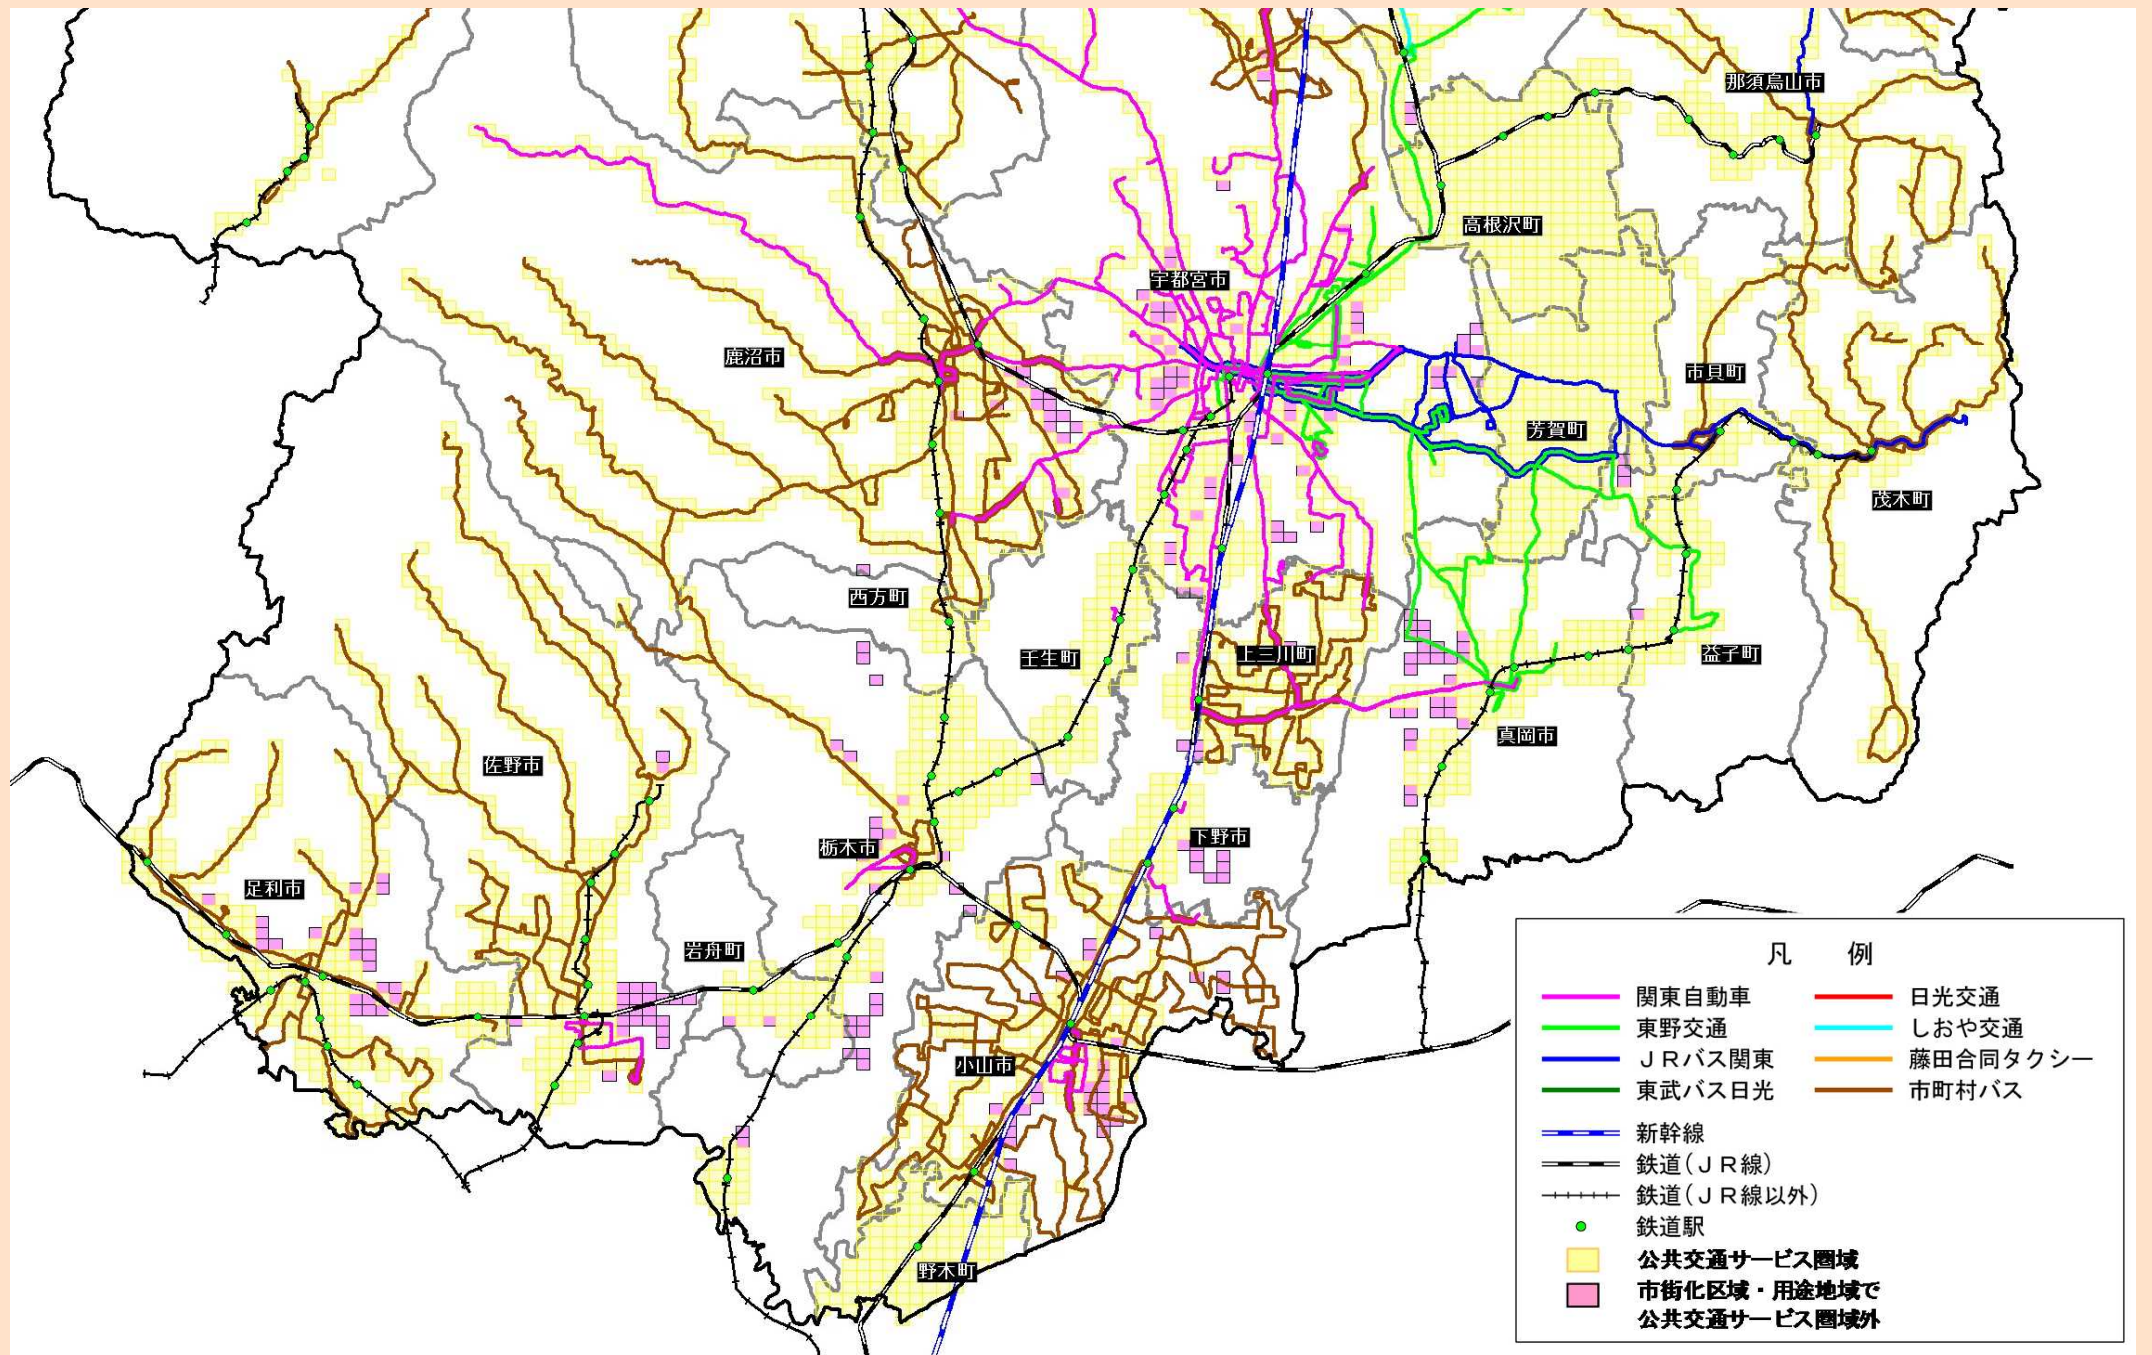 那須烏山市
高根沢町
宇都宮市
鹿沼市
市貝町
芳賀町
茂木町
西方町
壬生町
上三川町
益子町
真岡市
佐野市
栃木市
下野市
足利市
岩舟町
小山市
野木町
凡 例
関東自動車
日光交通
東野交通
しおや交通
JRバス関東
藤田合同タクシー
東武バス日光
市町村バス
新幹線
鉄道(JR線)
鉄道(JR線以外)
鉄道駅
公共交通サービス圏域
市街化区域・用途地域で
公共交通サービス圏域外